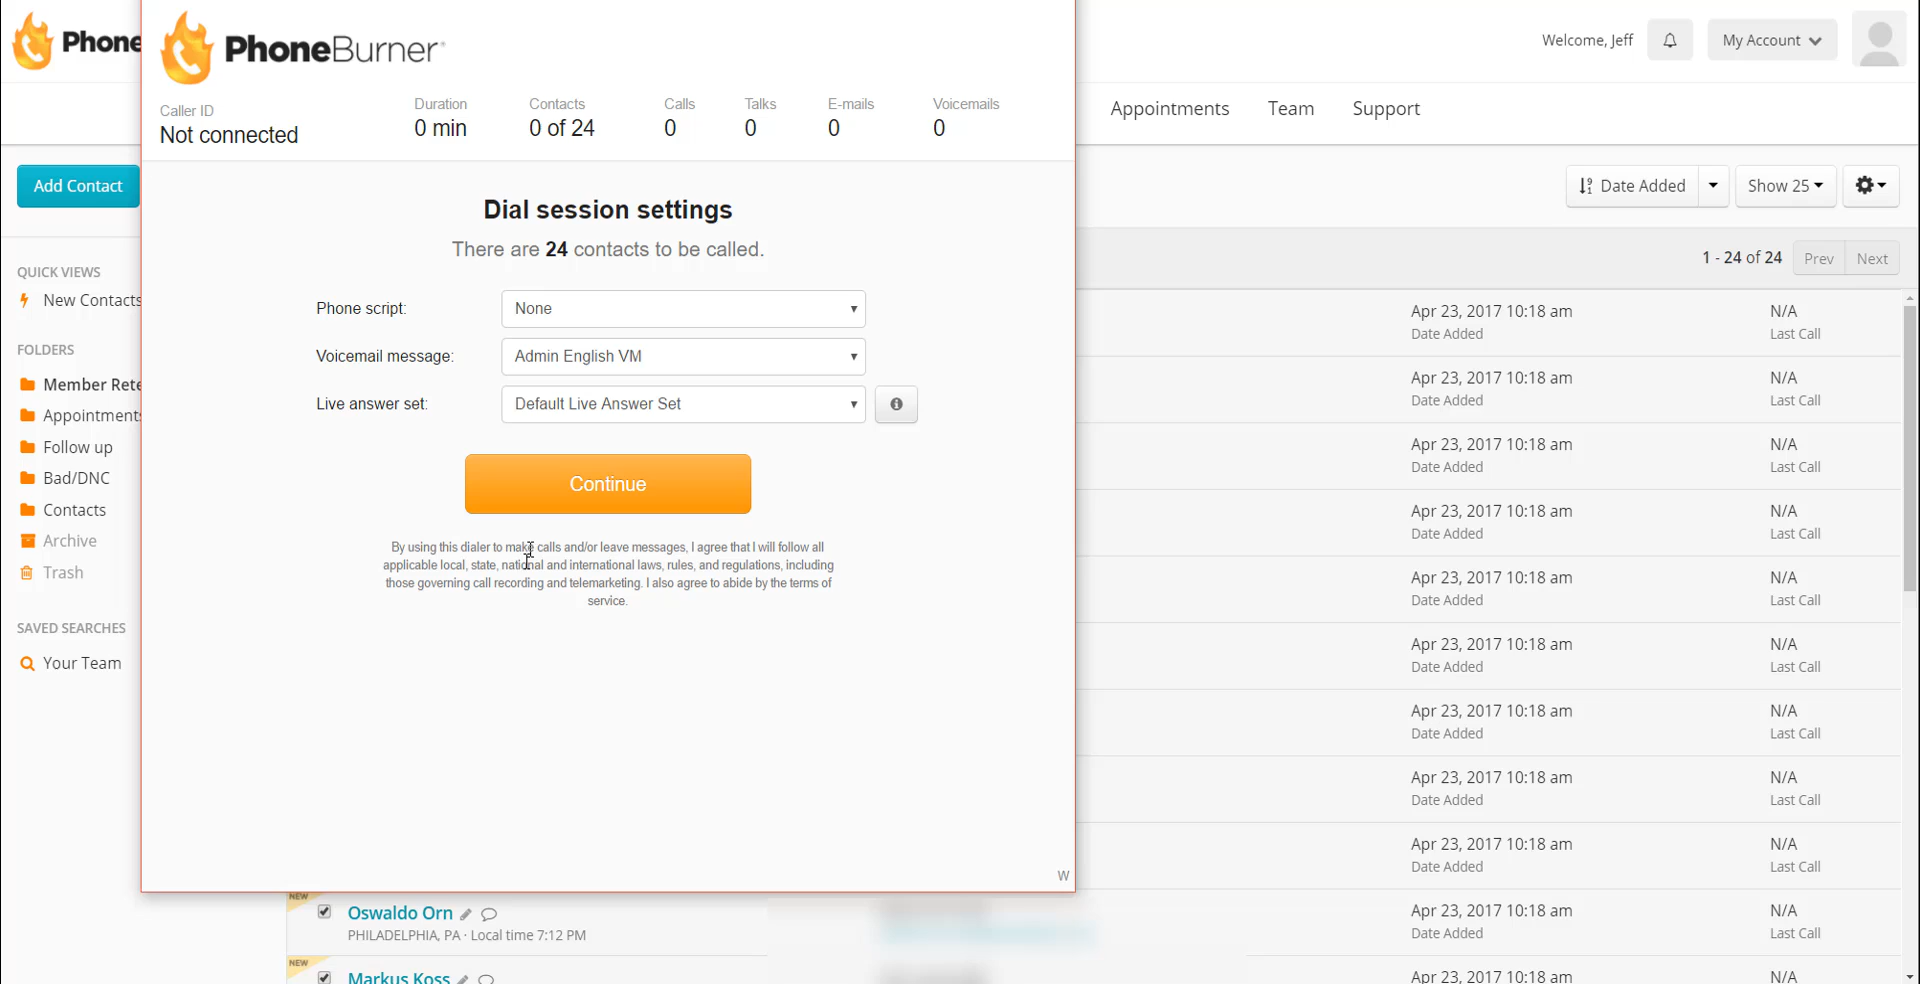 Phone
Welcome, Jeff
My Account
PhoneBurner
Caller ID
Not connected
Duration
0 min
Contacts
0 of 24
Calls
0
Talks
0
E-mails
0
Voicemails
0
Appointments
Team
Support
Add Contact
Date Added
Show 25
Dial session settings
There are 24 contacts to be called.
1 - 24 of 24
Prev
Next
QUICK VIEWS
New Contacts
FOLDERS
Member Rete
Appointments
Follow up
Bad/DNC
Contacts
Archive
Trash
SAVED SEARCHES
Your Team
Phone script:
None
Voicemail message:
Admin English VM
Live answer set:
Default Live Answer Set
Continue
By using this dialer to make calls and/or leave messages, I agree that I will follow all
applicable local, state, national and international laws, rules, and regulations, including
those governing call recording and telemarketing. I also agree to abide by the terms of
service.
W
Apr 23, 2017 10:18 am
Date Added
N/A
Last Call
Apr 23, 2017 10:18 am
Date Added
N/A
Last Call
Apr 23, 2017 10:18 am
Date Added
N/A
Last Call
Apr 23, 2017 10:18 am
Date Added
N/A
Last Call
Apr 23, 2017 10:18 am
Date Added
N/A
Last Call
Apr 23, 2017 10:18 am
Date Added
N/A
Last Call
Apr 23, 2017 10:18 am
Date Added
N/A
Last Call
Apr 23, 2017 10:18 am
Date Added
N/A
Last Call
Apr 23, 2017 10:18 am
Date Added
N/A
Last Call
NEW
Oswaldo Orn
PHILADELPHIA, PA · Local time 7:12 PM
Apr 23, 2017 10:18 am
Date Added
N/A
Last Call
NEW
Markus Koss
Apr 23, 2017 10:18 am
N/A